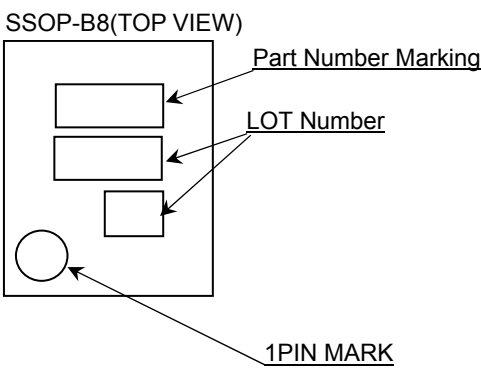 SSOP-B8(TOP VIEW)
Part Number Marking
LOT Number
1PIN MARK